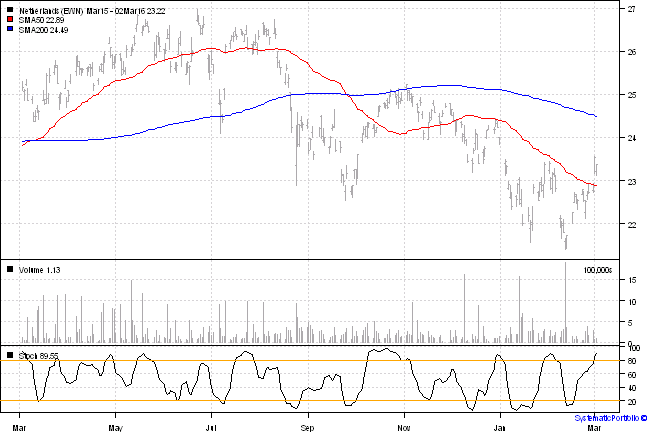 Netherlands (EWN) Mar15 - 02Mar16 23.22
SMA50 22.89
SMA200 24.49
27
26
25
24
23
22
Volume 1.13
100,000s
15
10
5
0
Stoch 89.55
100
80
60
40
20
Mar May Jul Sep Nov Jan Mar
SystematicPortfolio ©